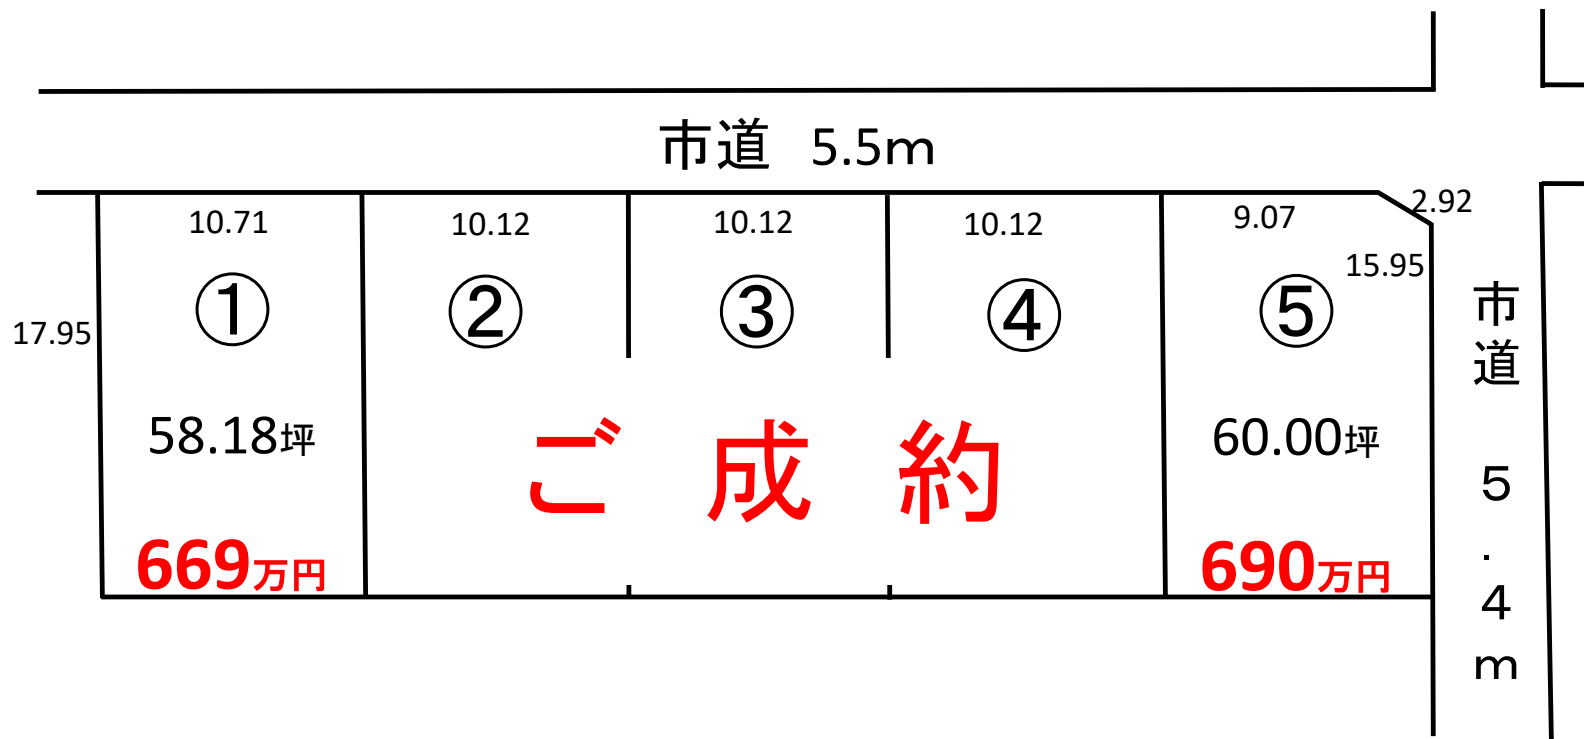 市道 5.5m
10.71
10.12
10.12
10.12
9.07
2.92
15.95
17.95
①
②
③
④
⑤
58.18坪
669万円
ご成約
60.00坪
690万円
市道 5.4m